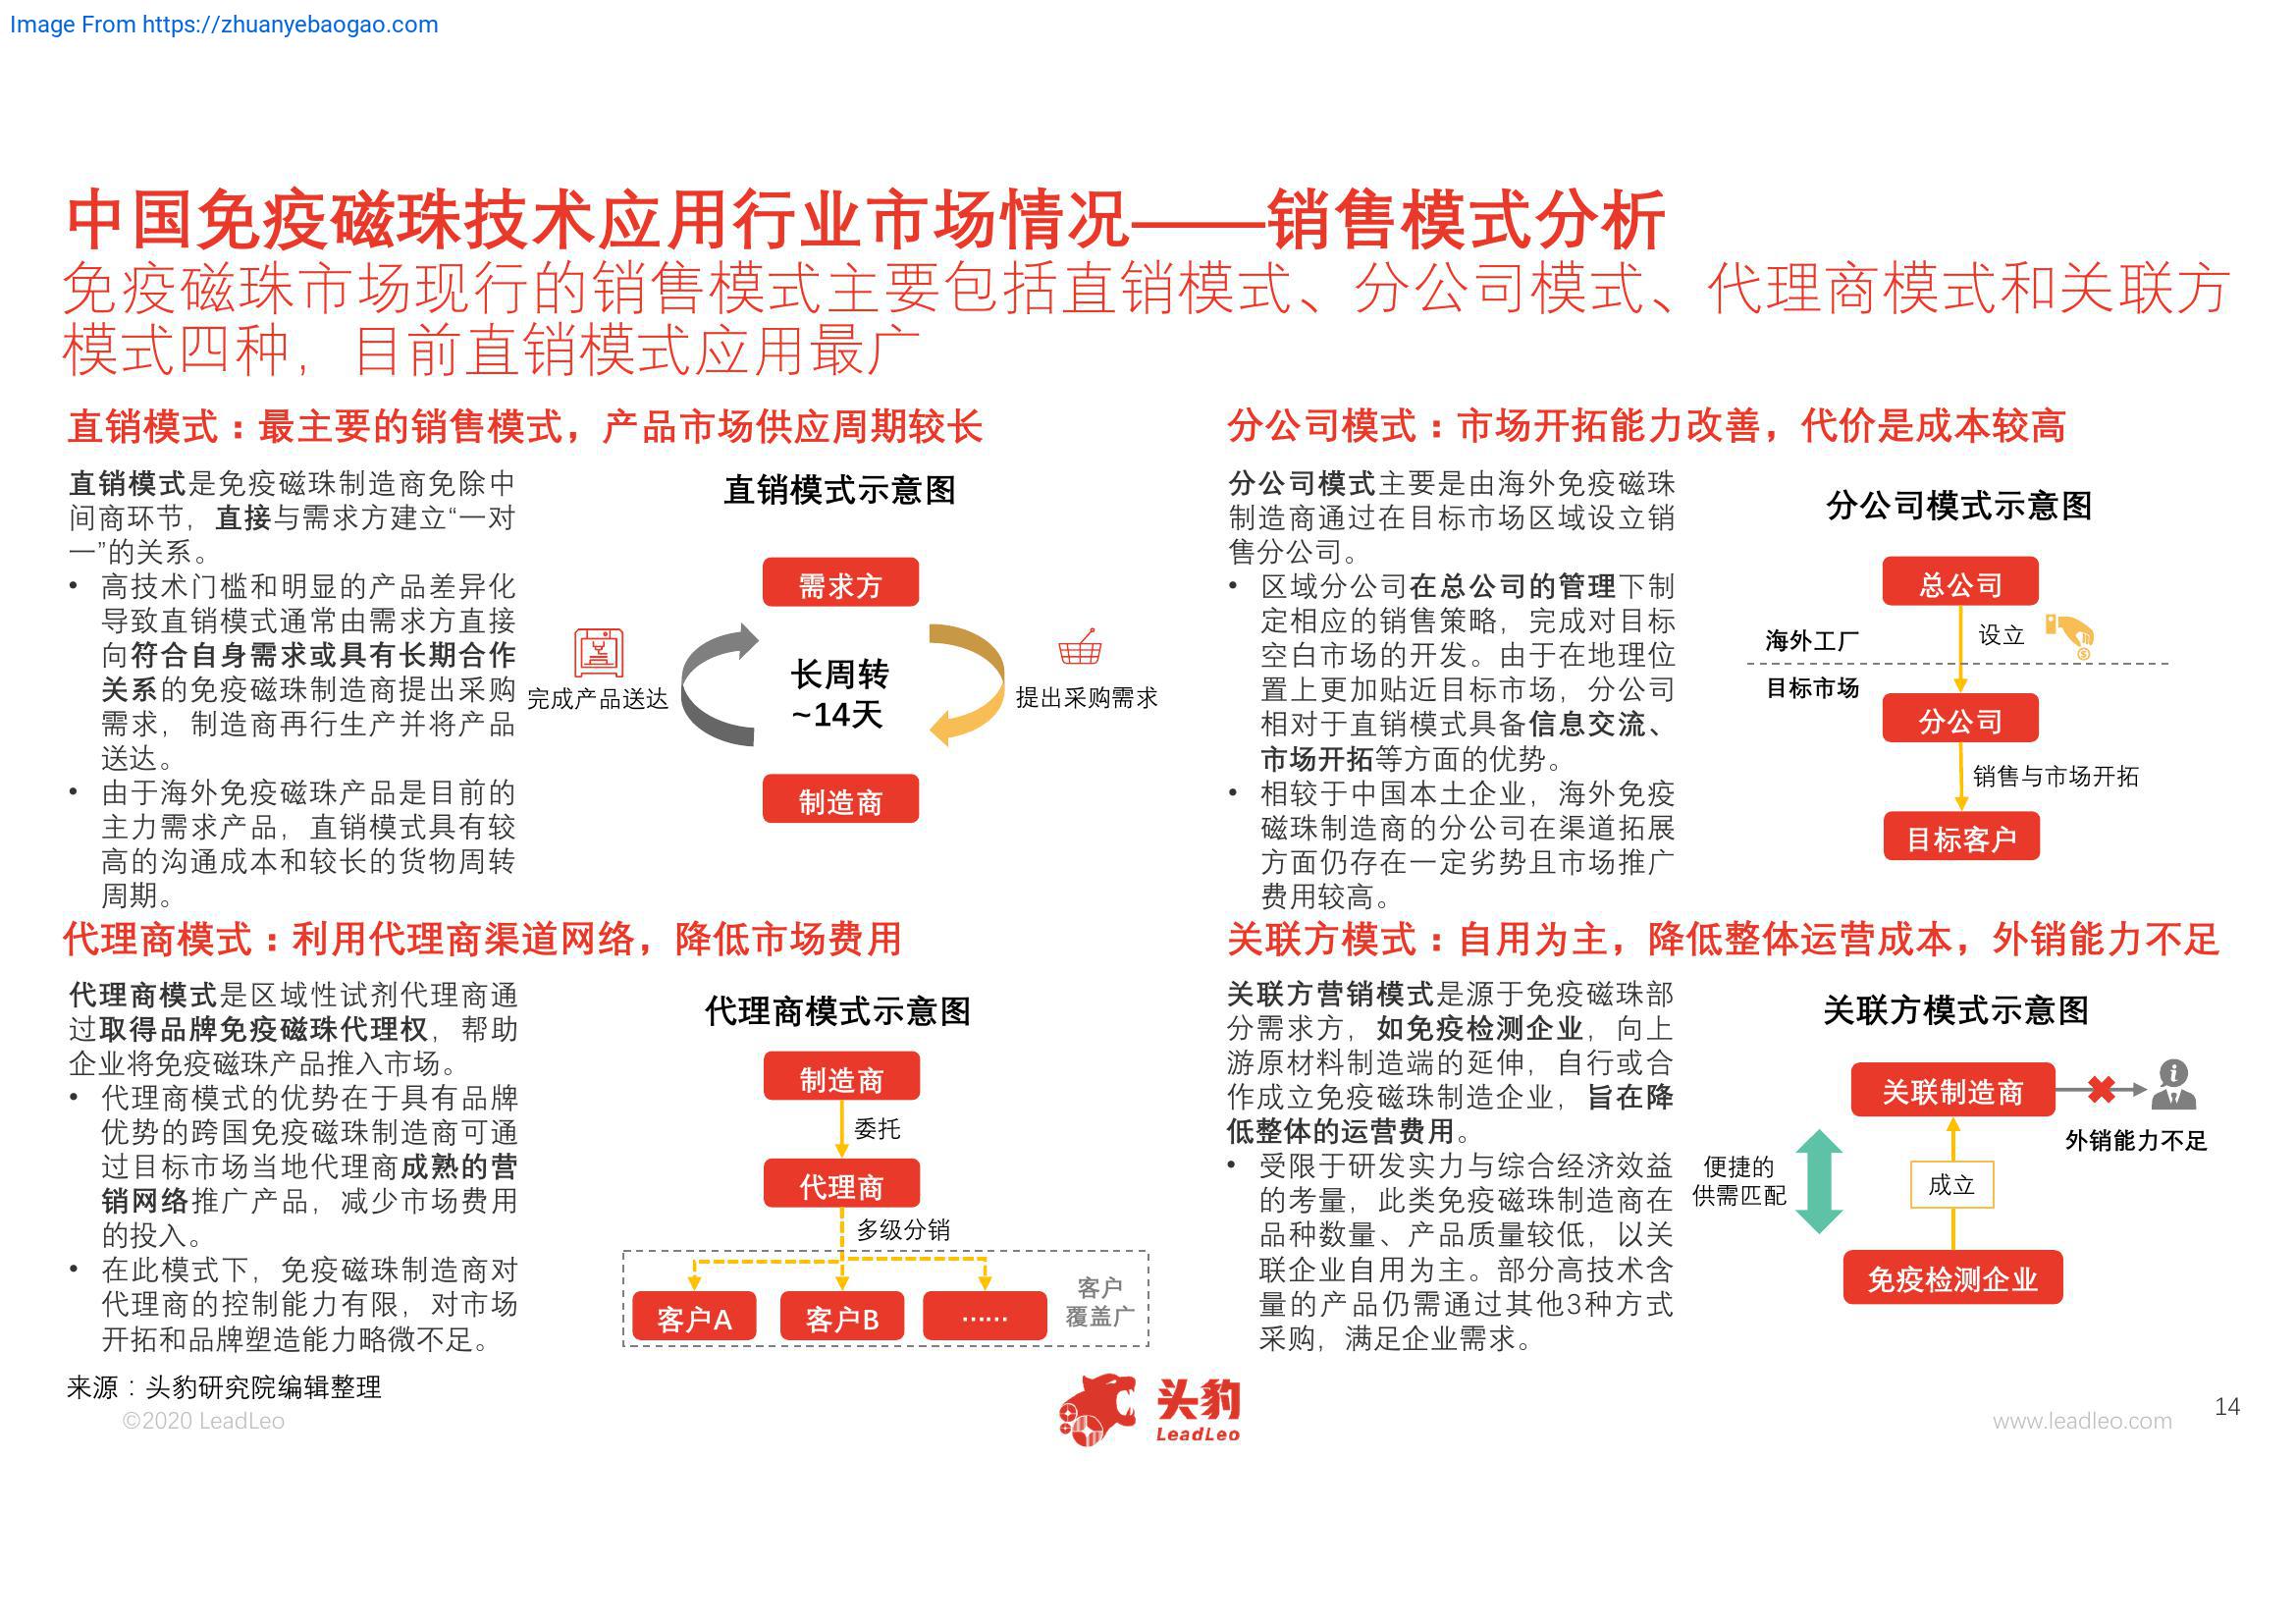 Image From https://zhuanyebaogao.com
中国免疫磁珠技术应用行业市场情况——销售模式分析
免疫磁珠市场现行的销售模式主要包括直销模式、分公司模式、代理商模式和关联方
模式四种，目前直销模式应用最广
直销模式：最主要的销售模式，产品市场供应周期较长
直销模式是免疫磁珠制造商免除中
间商环节，直接与需求方建立“一对
一”的关系。
• 高技术门槛和明显的产品差异化
导致直销模式通常由需求方直接
向符合自身需求或具有长期合作
关系的免疫磁珠制造商提出采购
需求，制造商再行生产并将产品
送达。
• 由于海外免疫磁珠产品是目前的
主力需求产品，直销模式具有较
高的沟通成本和较长的货物周转
周期。
直销模式示意图
需求方
完成产品送达
长周转
~14天
提出采购需求
制造商
分公司模式：市场开拓能力改善，代价是成本较高
分公司模式主要是由海外免疫磁珠
制造商通过在目标市场区域设立销
售分公司。
• 区域分公司在总公司的管理下制
定相应的销售策略，完成对目标
空白市场的开发。由于在地理位
置上更加贴近目标市场，分公司
相对于直销模式具备信息交流、
市场开拓等方面的优势。
• 相较于中国本土企业，海外免疫
磁珠制造商的分公司在渠道拓展
方面仍存在一定劣势且市场推广
费用较高。
分公司模式示意图
总公司
海外工厂
设立
目标市场
分公司
销售与市场开拓
目标客户
代理商模式：利用代理商渠道网络，降低市场费用
代理商模式是区域性试剂代理商通
过取得品牌免疫磁珠代理权，帮助
企业将免疫磁珠产品推入市场。
• 代理商模式的优势在于具有品牌
优势的跨国免疫磁珠制造商可通
过目标市场当地代理商成熟的营
销网络推广产品，减少市场费用
的投入。
• 在此模式下，免疫磁珠制造商对
代理商的控制能力有限，对市场
开拓和品牌塑造能力略微不足。
代理商模式示意图
制造商
委托
代理商
多级分销
客户A
客户B
……
客户
覆盖广
关联方模式：自用为主，降低整体运营成本，外销能力不足
关联方营销模式是源于免疫磁珠部
分需求方，如免疫检测企业，向上
游原材料制造端的延伸，自行或合
作成立免疫磁珠制造企业，旨在降
低整体的运营费用。
• 受限于研发实力与综合经济效益
的考量，此类免疫磁珠制造商在
品种数量、产品质量较低，以关
联企业自用为主。部分高技术含
量的产品仍需通过其他3种方式
采购，满足企业需求。
关联方模式示意图
关联制造商
外销能力不足
便捷的
供需匹配
成立
免疫检测企业
来源：头豹研究院编辑整理
©2020 LeadLeo
头豹
LeadLeo
www.leadleo.com
14